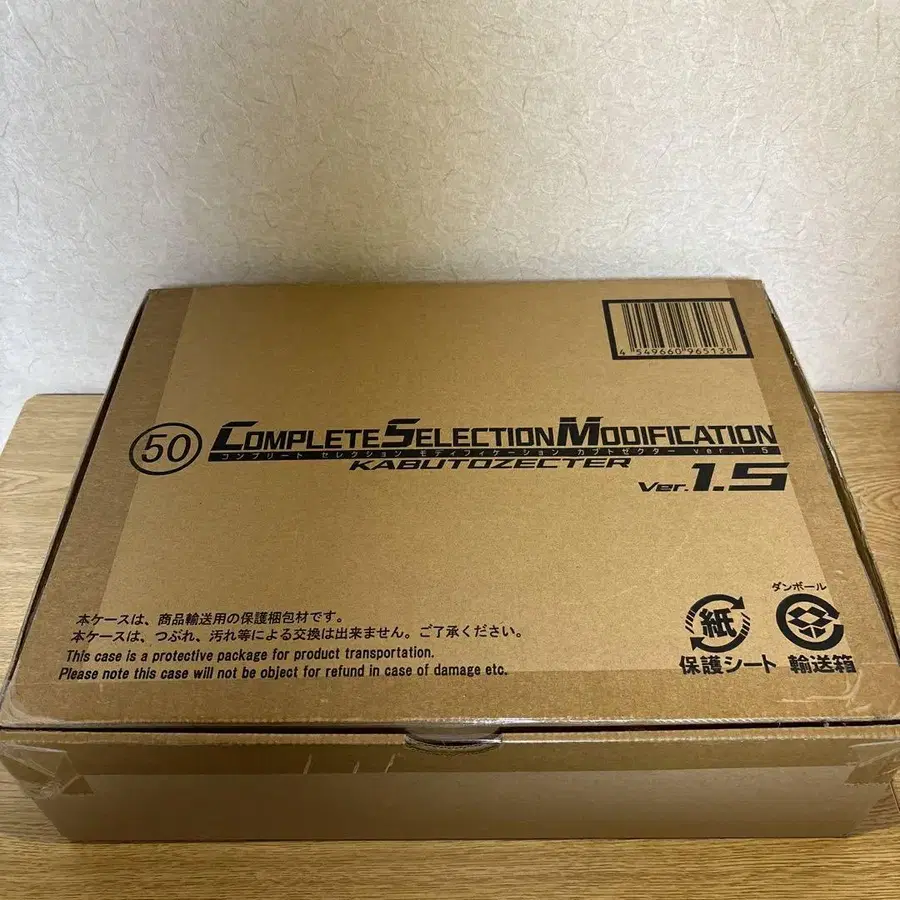 4 549660 965138
50
COMPLETE SELECTION MODIFICATION
コンプリート セレクション モディフィケーション カブトゼクター ver.1.5
KABUTOZECTER
Ver. 1.5
本ケースは、商品輸送用の保護梱包材です。
本ケースは、つぶれ、汚れ等による交換は出来ません。ご了承ください。
This case is a protective package for product transportation.
Please note this case will not be object for refund in case of damage etc.
紙
保護シート
ダンボール
輸送箱